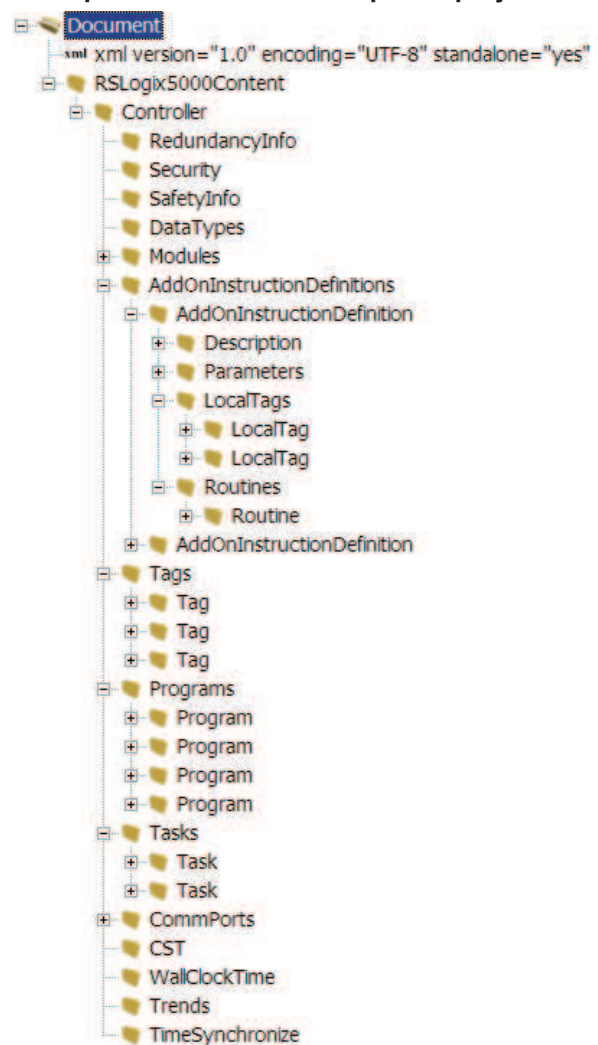 Document
xml xml version="1.0" encoding="UTF-8" standalone="yes"
RSLogix5000Content
Controller
RedundancyInfo
Security
SafetyInfo
DataTypes
Modules
AddOnInstructionDefinitions
AddOnInstructionDefinition
Description
Parameters
LocalTags
LocalTag
LocalTag
Routines
Routine
AddOnInstructionDefinition
Tags
Tag
Tag
Tag
Programs
Program
Program
Program
Program
Tasks
Task
Task
CommPorts
CST
WallClockTime
Trends
TimeSynchronize